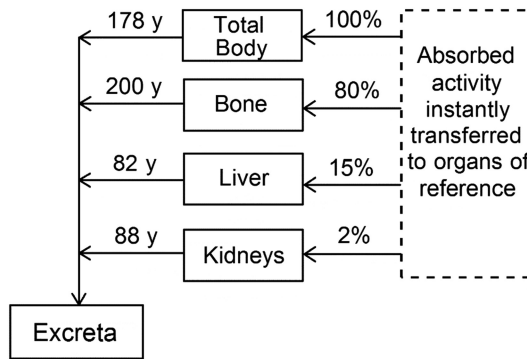 178 y
Total
Body
100%
200 y
Bone
80%
82 y
Liver
15%
88 y
Kidneys
2%
Absorbed
activity
instantly
transferred
to organs of
reference
Excreta